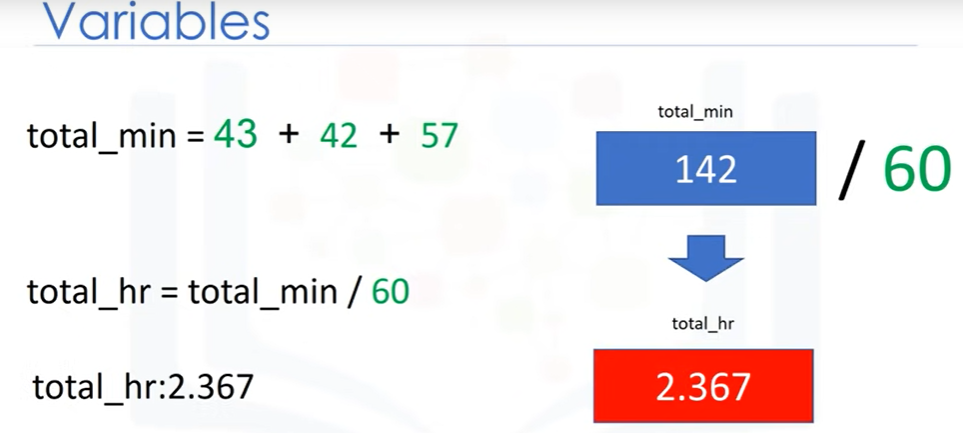 Variables
total_min = 43 + 42 + 57
total_min
142 / 60
total_hr = total_min / 60
total_hr
total_hr:2.367
2.367